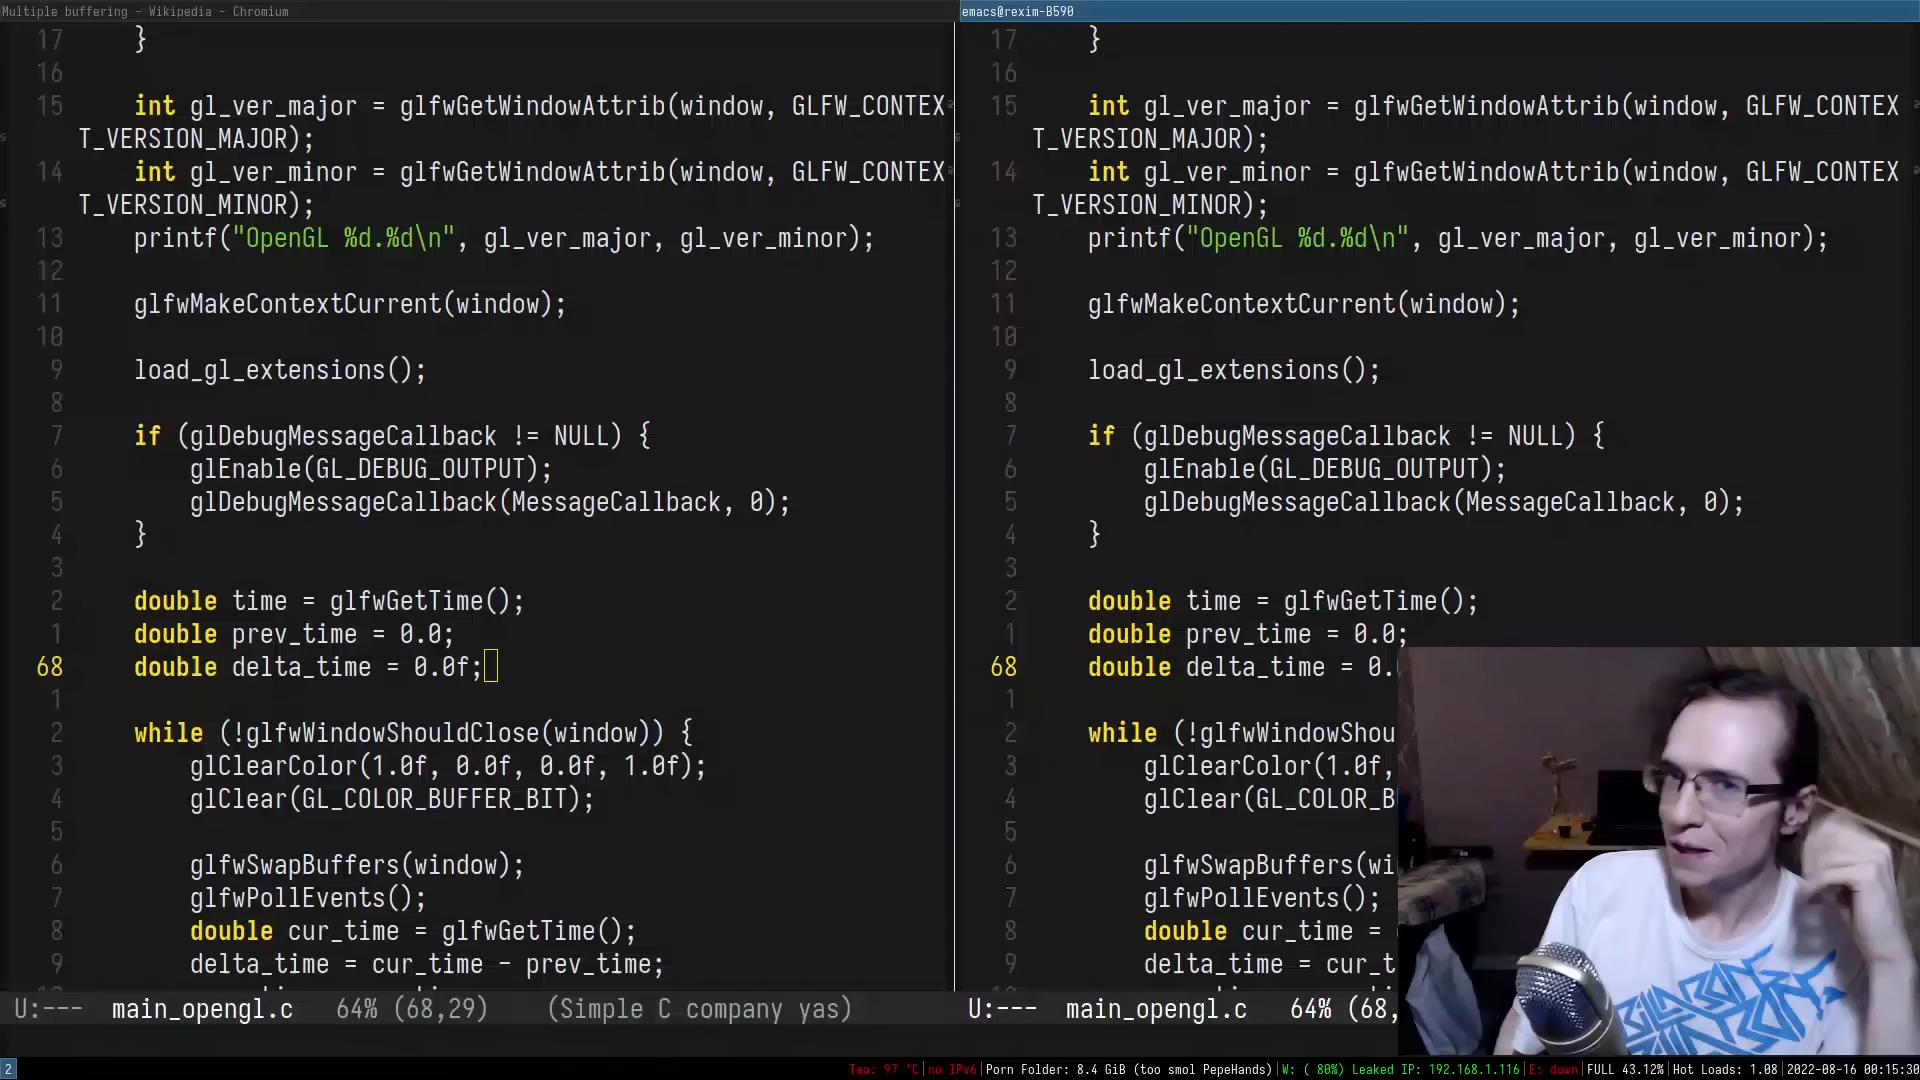 Multiple buffering - Wikipedia - Chromium
emacs@rexim-B590
17 }
16
15 int gl_ver_major = glfwGetWindowAttrib(window, GLFW_CONTEX
T_VERSION_MAJOR);
14 int gl_ver_minor = glfwGetWindowAttrib(window, GLFW_CONTEX
T_VERSION_MINOR);
13 printf("OpenGL %d.%d\n", gl_ver_major, gl_ver_minor);
12
11 glfwMakeContextCurrent(window);
10
9 load_gl_extensions();
8
7 if (glDebugMessageCallback != NULL) {
6 glEnable(GL_DEBUG_OUTPUT);
5 glDebugMessageCallback(MessageCallback, 0);
4 }
3
2 double time = glfwGetTime();
1 double prev_time = 0.0;
68 double delta_time = 0.0f;
1
2 while (!glfwWindowShouldClose(window)) {
3 glClearColor(1.0f, 0.0f, 0.0f, 1.0f);
4 glClear(GL_COLOR_BUFFER_BIT);
5
6 glfwSwapBuffers(window);
7 glfwPollEvents();
8 double cur_time = glfwGetTime();
9 delta_time = cur_time - prev_time;
U:--- main_opengl.c 64% (68,29) (Simple C company yas)
17 }
16
15 int gl_ver_major = glfwGetWindowAttrib(window, GLFW_CONTEX
T_VERSION_MAJOR);
14 int gl_ver_minor = glfwGetWindowAttrib(window, GLFW_CONTEX
T_VERSION_MINOR);
13 printf("OpenGL %d.%d\n", gl_ver_major, gl_ver_minor);
12
11 glfwMakeContextCurrent(window);
10
9 load_gl_extensions();
8
7 if (glDebugMessageCallback != NULL) {
6 glEnable(GL_DEBUG_OUTPUT);
5 glDebugMessageCallback(MessageCallback, 0);
4 }
3
2 double time = glfwGetTime();
1 double prev_time = 0.0;
68 double delta_time = 0.
1
2 while (!glfwWindowShou
3 glClearColor(1.0f,
4 glClear(GL_COLOR_B
5
6 glfwSwapBuffers(wi
7 glfwPollEvents();
8 double cur_time =
9 delta_time = cur_t
U:--- main_opengl.c 64% (68,
2
Tea: 97 °C|no IPv6|Porn Folder: 8.4 GiB (too smol PepeHands)|W: ( 80%) Leaked IP: 192.168.1.116|E: down|FULL 43.12%|Hot Loads: 1.08|2022-08-16 00:15:30